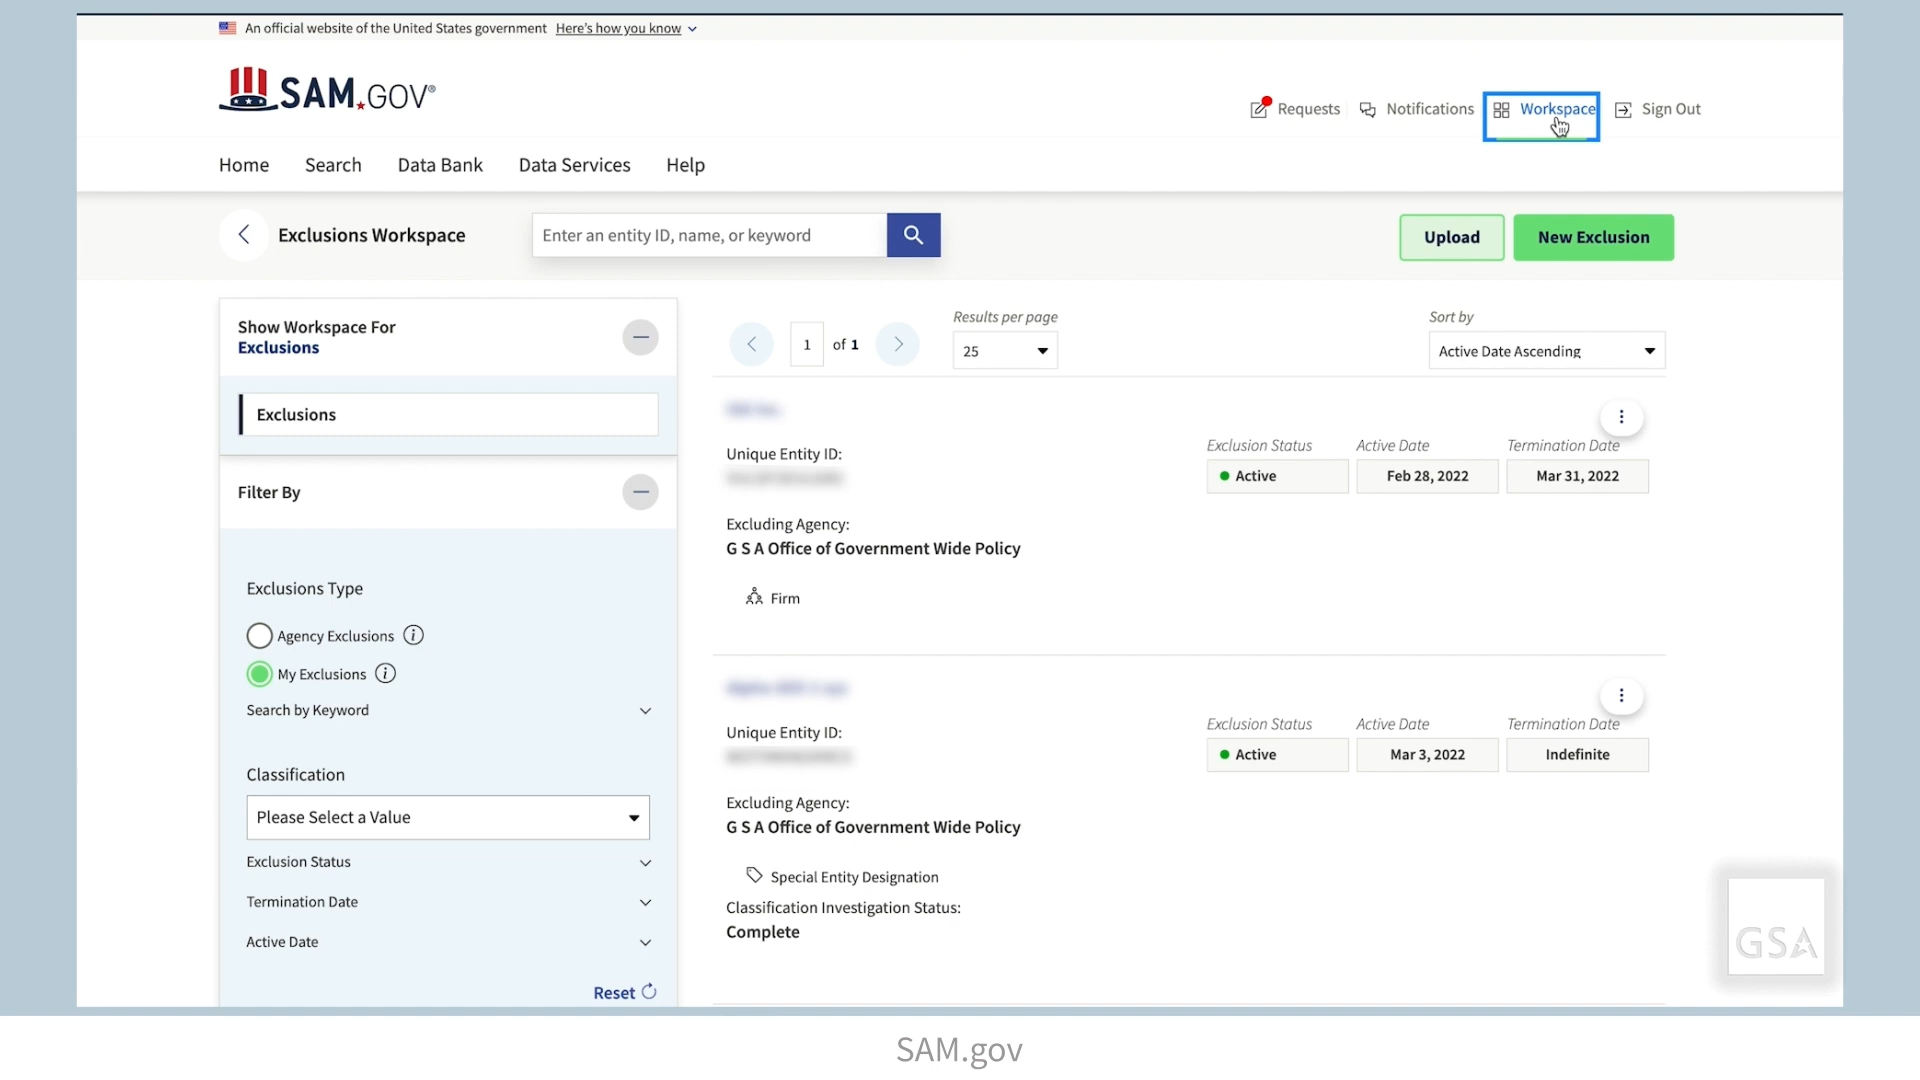 An official website of the United States government Here's how you know
SAM.GOV®
Requests
Notifications
Workspace
Sign Out
Home
Search
Data Bank
Data Services
Help
Exclusions Workspace
Enter an entity ID, name, or keyword
Upload
New Exclusion
Show Workspace For
Exclusions
Exclusions
Filter By
Exclusions Type
Agency Exclusions
My Exclusions
Search by Keyword
Classification
Please Select a Value
Exclusion Status
Termination Date
Active Date
Reset
1 of 1
Results per page
25
Sort by
Active Date Ascending
Unique Entity ID:
Excluding Agency:
G S A Office of Government Wide Policy
Firm
Exclusion Status
Active
Active Date
Feb 28, 2022
Termination Date
Mar 31, 2022
Unique Entity ID:
Excluding Agency:
G S A Office of Government Wide Policy
Special Entity Designation
Classification Investigation Status:
Complete
Exclusion Status
Active
Active Date
Mar 3, 2022
Termination Date
Indefinite
GSA
SAM.gov